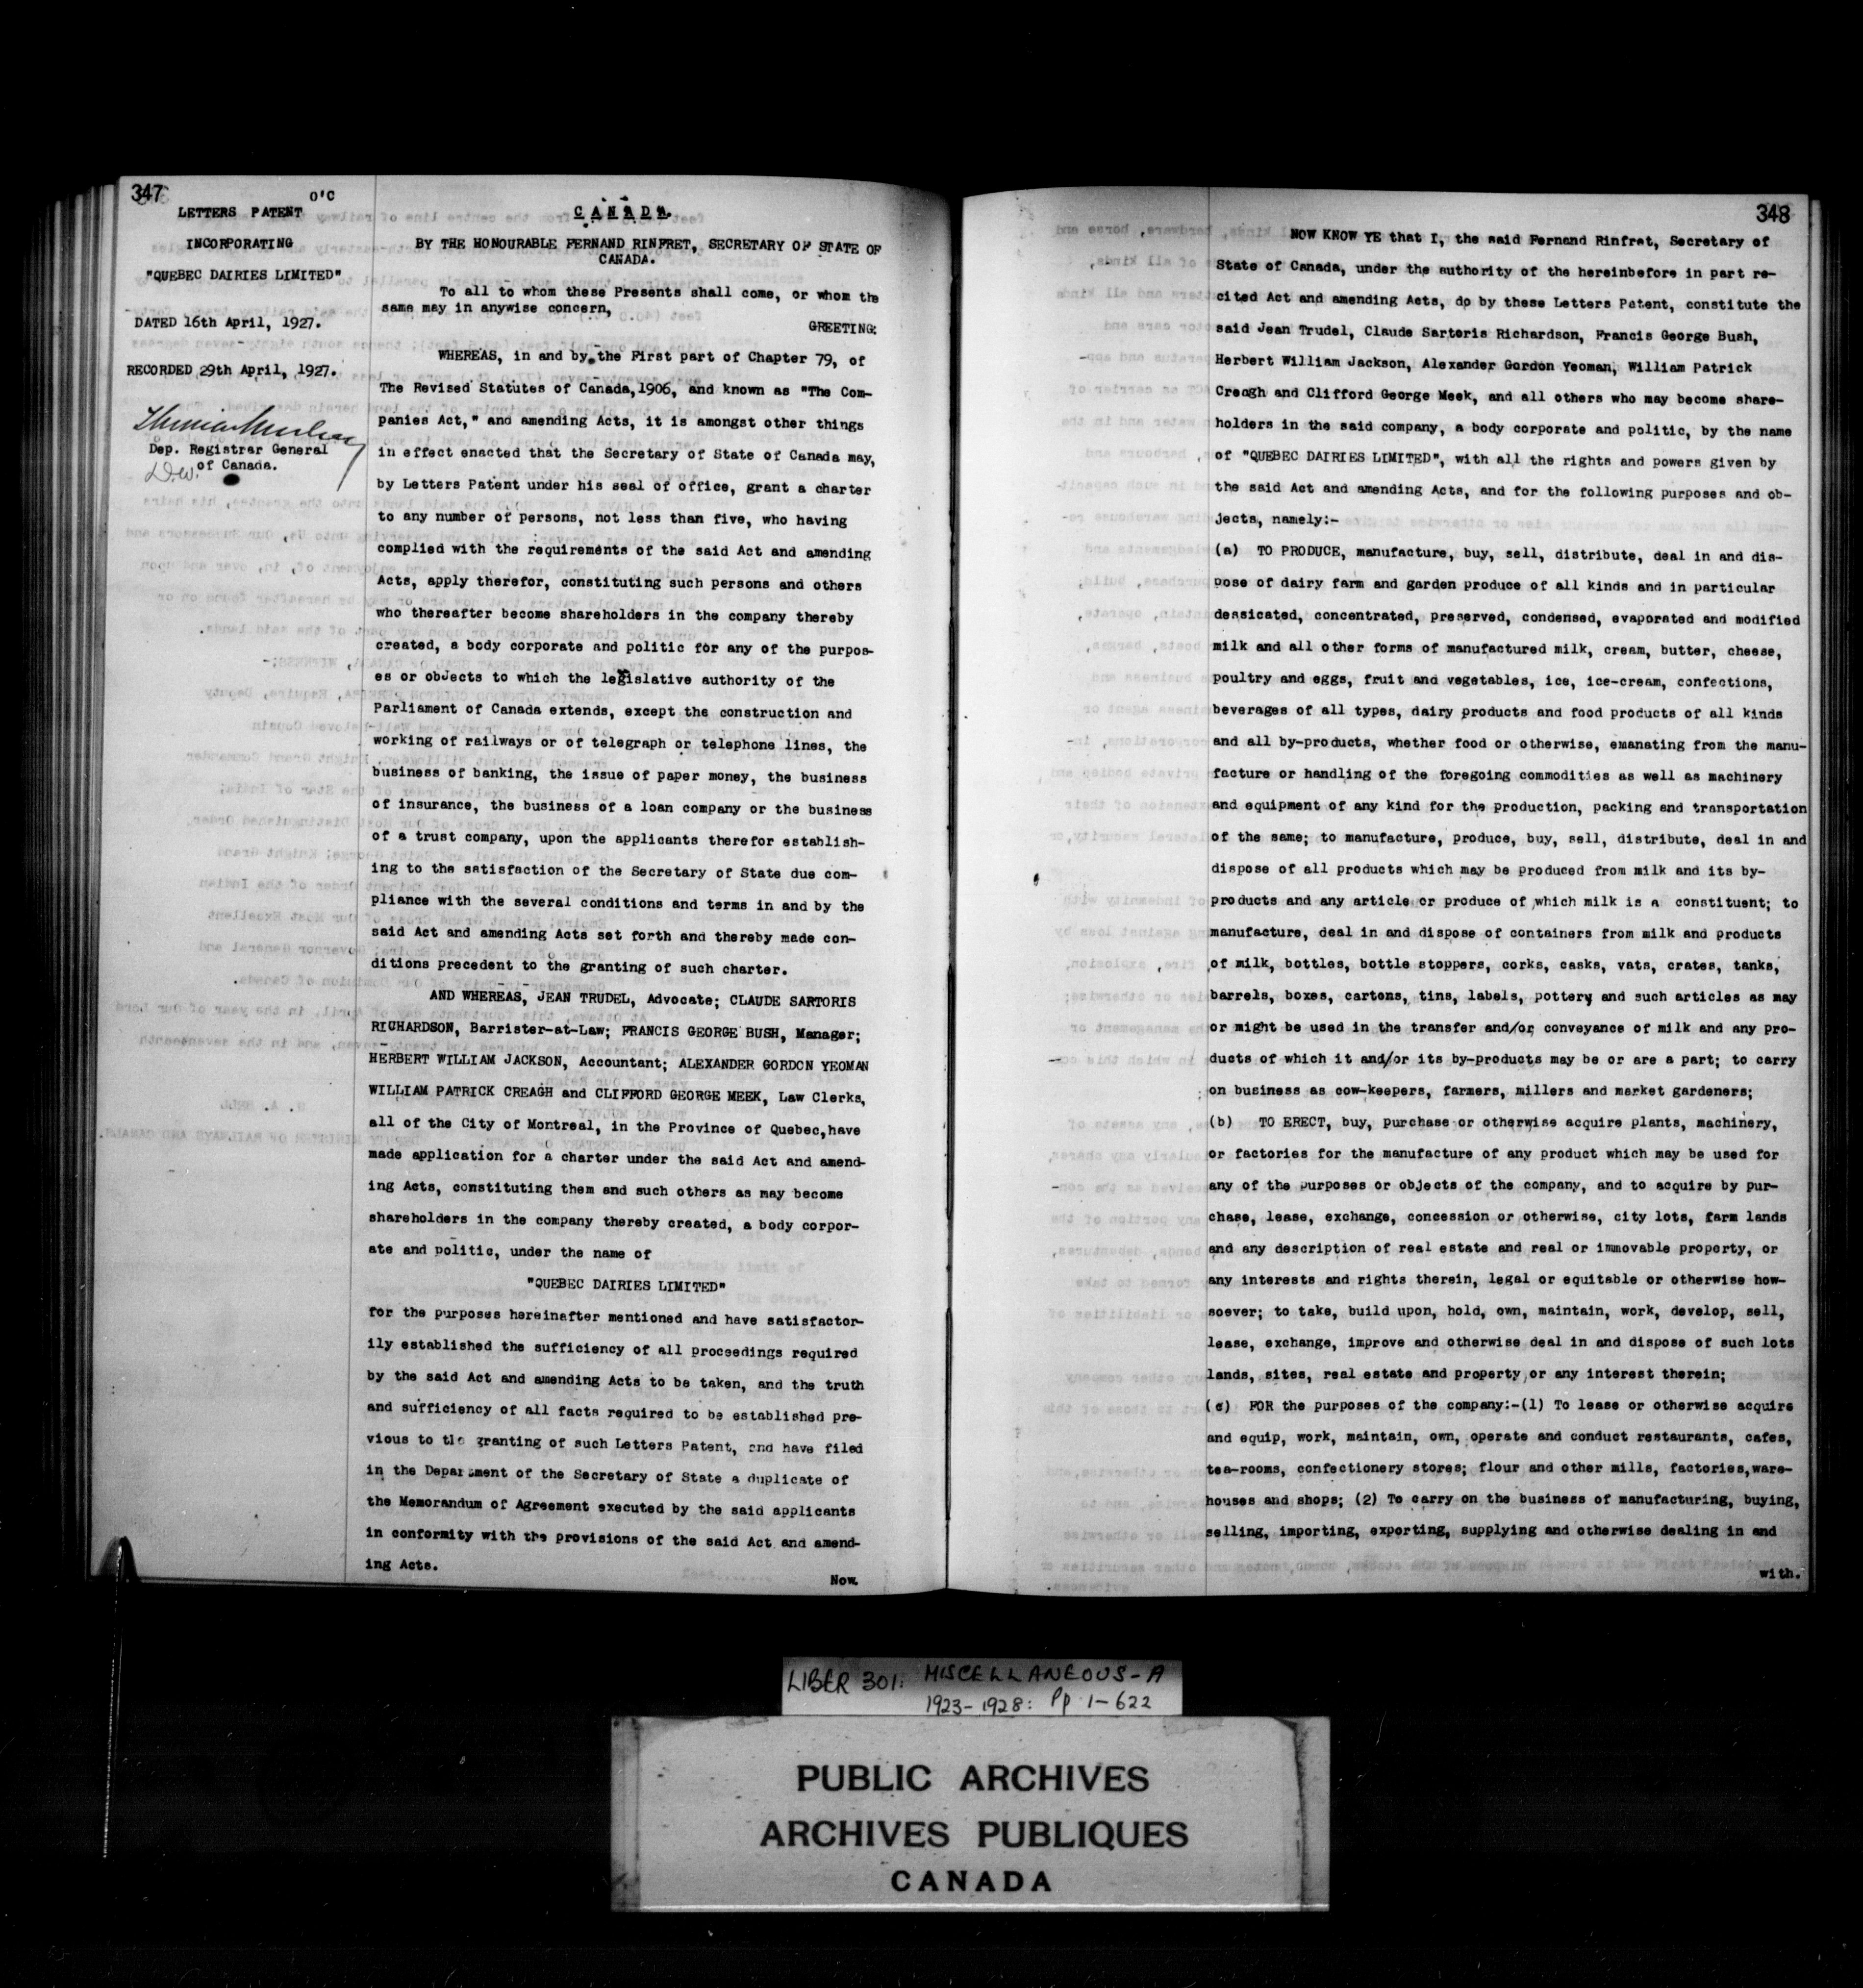 347
O'C
LETTERS PATENT
INCORPORATING
"QUEBEC DAIRIES LIMITED"
DATED 16th April, 1927.
RECORDED 29th April, 1927.
Dep. Registrar General
of Canada.
D.W.
CANADA.
BY THE HONOURABLE FERNAND RINFRET, SECRETARY OF STATE OF
CANADA.
To all to whom these Presents shall come, or whom the
same may in anywise concern,
GREETING:
WHEREAS, in and by the First part of Chapter 79, of
The Revised Statutes of Canada,1906, and known as "The Com-
panies Act," and amending Acts, it is amongst other things
in effect enacted that the Secretary of State of Canada may,
by Letters Patent under his seal of office, grant a charter
to any number of persons, not less than five, who having
complied with the requirements of the said Act and amending
Acts, apply therefor, constituting such persons and others
who thereafter become shareholders in the company thereby
created, a body corporate and politic for any of the purpos-
es or objects to which the legislative authority of the
Parliament of Canada extends, except the construction and
working of railways or of telegraph or telephone lines, the
business of banking, the issue of paper money, the business
of insurance, the business of a loan company or the business
of a trust company, upon the applicants therefor establish-
ing to the satisfaction of the Secretary of State due com-
pliance with the several conditions and terms in and by the
said Act and amending Acts set forth and thereby made con-
ditions precedent to the granting of such charter.
AND WHEREAS, JEAN TRUDEL, Advocate; CLAUDE SARTORIS
RICHARDSON, Barrister-at-Law; FRANCIS GEORGE BUSH, Manager;
HERBERT WILLIAM JACKSON, Accountant; ALEXANDER GORDON YEOMAN
WILLIAM PATRICK CREAGH and CLIFFORD GEORGE MEEK, Law Clerks,
all of the City of Montreal, in the Province of Quebec,have
made application for a charter under the said Act and amend-
ing Acts, constituting them and such others as may become
shareholders in the company thereby created, a body corpor-
ate and politic, under the name of
"QUEBEC DAIRIES LIMITED"
for the purposes hereinafter mentioned and have satisfactor-
ily established the sufficiency of all proceedings required
by the said Act and amending Acts to be taken, and the truth
and sufficiency of all facts required to be established pre-
vious to the granting of such Letters Patent, and have filed
in the Department of the Secretary of State a duplicate of
the Memorandum of Agreement executed by the said applicants
in conformity with the provisions of the said Act and amend-
ing Acts.
Now.
348
NOW KNOW YE that I, the said Fernand Rinfret, Secretary of
State of Canada, under the authority of the hereinbefore in part re-
cited Act and amending Acts, do by these Letters Patent, constitute the
said Jean Trudel, Claude Sartoris Richardson, Francis George Bush,
Herbert William Jackson, Alexander Gordon Yeoman, William Patrick
Creagh and Clifford George Meek, and all others who may become share-
holders in the said company, a body corporate and politic, by the name
of "QUEBEC DAIRIES LIMITED", with all the rights and powers given by
the said Act and amending Acts, and for the following purposes and ob-
jects, namely:-
(a) TO PRODUCE, manufacture, buy, sell, distribute, deal in and dis-
pose of dairy farm and garden produce of all kinds and in particular
dessicated, concentrated, preserved, condensed, evaporated and modified
milk and all other forms of manufactured milk, cream, butter, cheese,
poultry and eggs, fruit and vegetables, ice, ice-cream, confections,
beverages of all types, dairy products and food products of all kinds
and all by-products, whether food or otherwise, emanating from the manu-
facture or handling of the foregoing commodities as well as machinery
and equipment of any kind for the production, packing and transportation
of the same; to manufacture, produce, buy, sell, distribute, deal in and
dispose of all products which may be produced from milk and its by-
products and any article or produce of which milk is a constituent; to
manufacture, deal in and dispose of containers from milk and products
of milk, bottles, bottle stoppers, corks, casks, vats, crates, tanks,
barrels, boxes, cartons, tins, labels, pottery and such articles as may
or might be used in the transfer and/or conveyance of milk and any pro-
ducts of which it and/or its by-products may be or are a part; to carry
on business as cow-keepers, farmers, millers and market gardeners;
(b) TO ERECT, buy, purchase or otherwise acquire plants, machinery,
or factories for the manufacture of any product which may be used for
any of the purposes or objects of the company, and to acquire by pur-
chase, lease, exchange, concession or otherwise, city lots, farm lands
and any description of real estate and real or immovable property, or
any interests and rights therein, legal or equitable or otherwise how-
soever; to take, build upon, hold, own, maintain, work, develop, sell,
lease, exchange, improve and otherwise deal in and dispose of such lots
lands, sites, real estate and property or any interest therein;
(c) FOR the purposes of the company:-(1) To lease or otherwise acquire
and equip, work, maintain, own, operate and conduct restaurants, cafes,
tea-rooms, confectionery stores; flour and other mills, factories,ware-
houses and shops; (2) To carry on the business of manufacturing, buying,
selling, importing, exporting, supplying and otherwise dealing in and
with.
LIBER 301: MISCELLANEOUS-A
1923-1928: Pp 1-622
PUBLIC ARCHIVES
ARCHIVES PUBLIQUES
CANADA